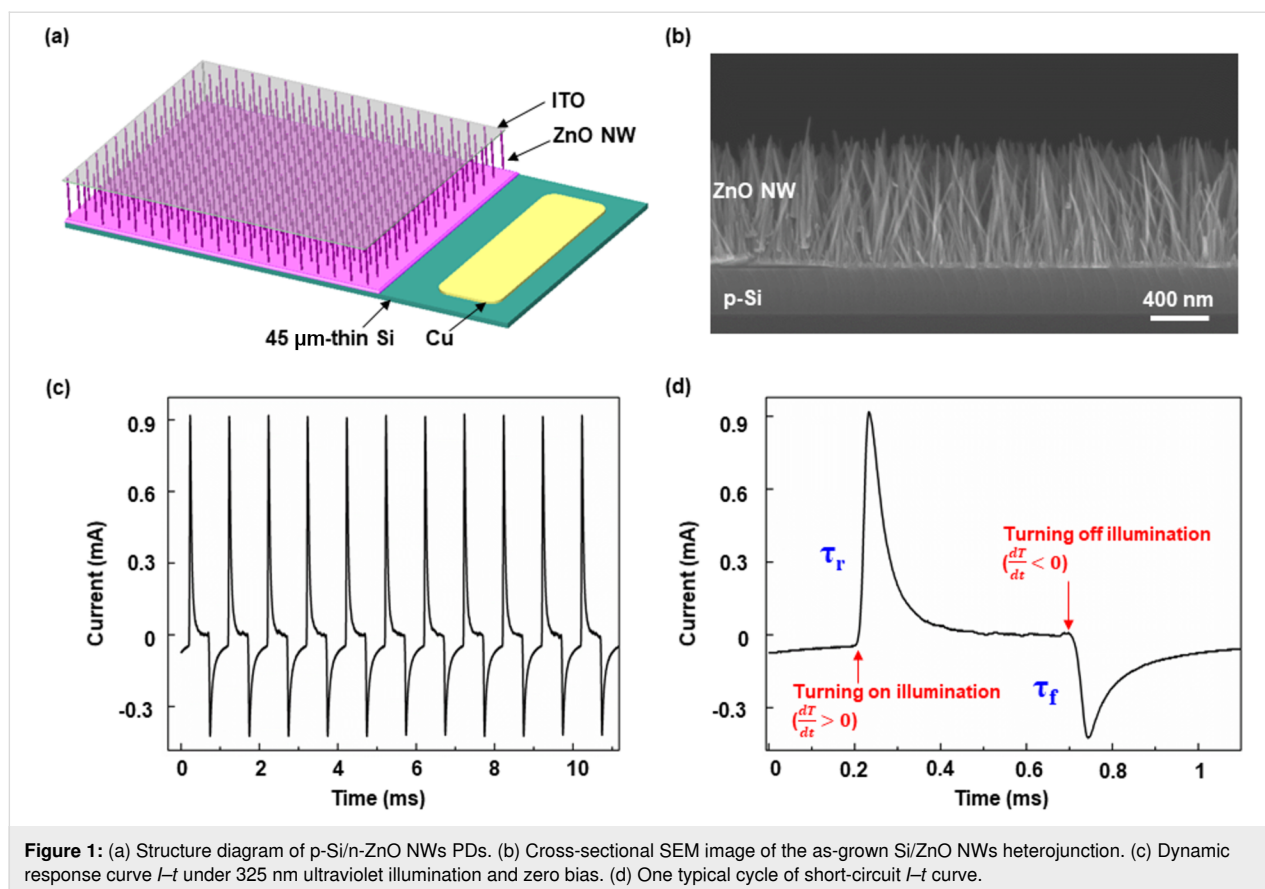 (a)
ITO
ZnO NW
45 µm-thin Si
Cu
(b)
ZnO NW
p-Si
400 nm
(c)
Current (mA)
0.9
0.6
0.3
0
-0.3
0 2 4 6 8 10
Time (ms)
(d)
Current (mA)
0.9
0.6
0.3
0
-0.3
τr
Turning off illumination
(dT/dt < 0)
Turning on illumination
(dT/dt > 0)
τf
0 0.2 0.4 0.6 0.8 1
Time (ms)
Figure 1: (a) Structure diagram of p-Si/n-ZnO NWs PDs. (b) Cross-sectional SEM image of the as-grown Si/ZnO NWs heterojunction. (c) Dynamic
response curve I–t under 325 nm ultraviolet illumination and zero bias. (d) One typical cycle of short-circuit I–t curve.